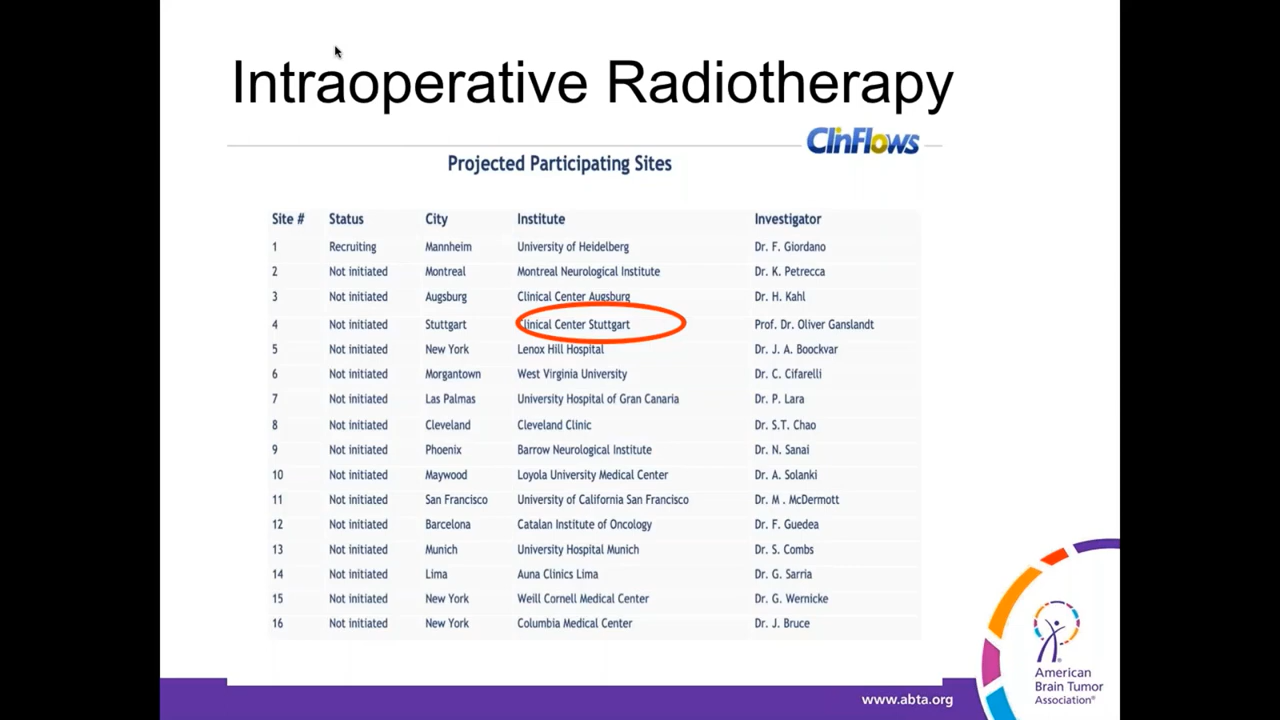 Intraoperative Radiotherapy
ClinFlows
Projected Participating Sites
Site # Status City Institute Investigator
1 Recruiting Mannheim University of Heidelberg Dr. F. Giordano
2 Not initiated Montreal Montreal Neurological Institute Dr. K. Petrecca
3 Not initiated Augsburg Clinical Center Augsburg Dr. H. Kahl
4 Not initiated Stuttgart Clinical Center Stuttgart Prof. Dr. Oliver Ganslandt
5 Not initiated New York Lenox Hill Hospital Dr. J. A. Boockvar
6 Not initiated Morgantown West Virginia University Dr. C. Cifarelli
7 Not initiated Las Palmas University Hospital of Gran Canaria Dr. P. Lara
8 Not initiated Cleveland Cleveland Clinic Dr. S.T. Chao
9 Not initiated Phoenix Barrow Neurological Institute Dr. N. Sanai
10 Not initiated Maywood Loyola University Medical Center Dr. A. Solanki
11 Not initiated San Francisco University of California San Francisco Dr. M . McDermott
12 Not initiated Barcelona Catalan Institute of Oncology Dr. F. Guedea
13 Not initiated Munich University Hospital Munich Dr. S. Combs
14 Not initiated Lima Auna Clinics Lima Dr. G. Sarria
15 Not initiated New York Weill Cornell Medical Center Dr. G. Wernicke
16 Not initiated New York Columbia Medical Center Dr. J. Bruce
American
Brain Tumor
Association®
www.abta.org